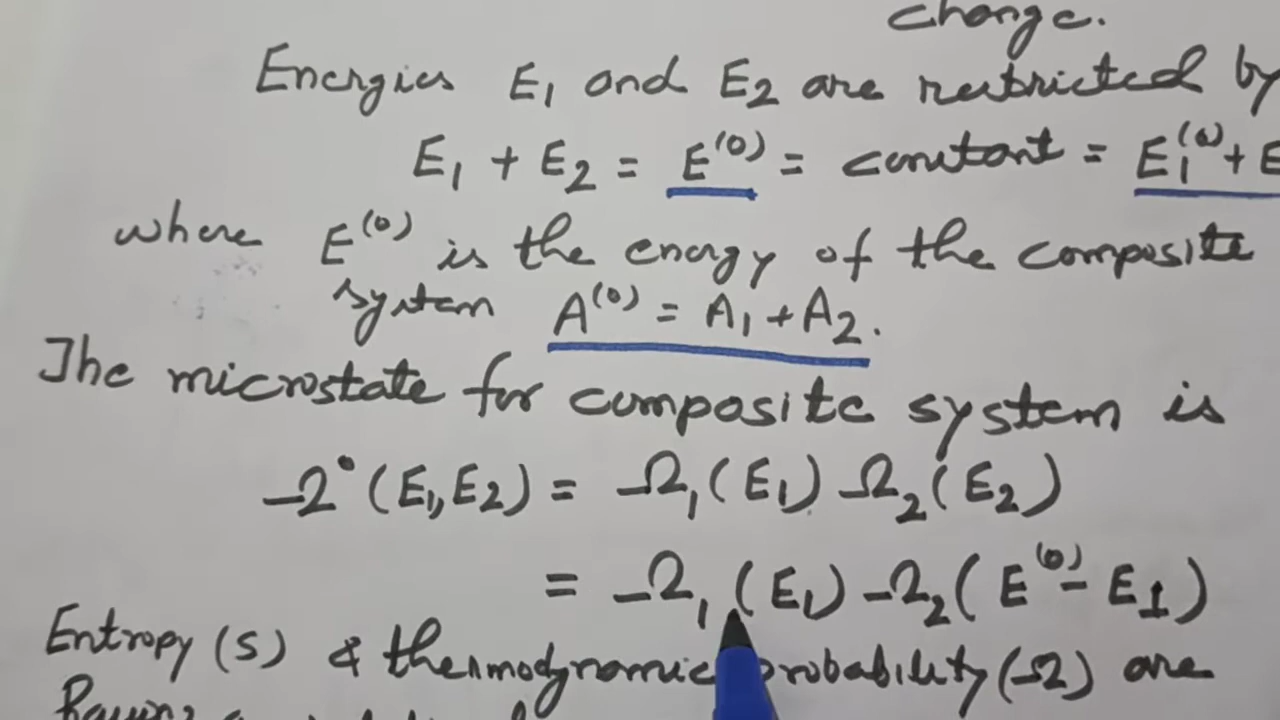 change.
Energies E₁ and E₂ are restricted by
E₁ + E₂ = E⁽⁰⁾ = constant = E₁⁽⁰⁾ + E
where E⁽⁰⁾ is the energy of the composite
system A⁽⁰⁾ = A₁ + A₂.
The microstate for composite system is
Ω°(E₁, E₂) = Ω₁(E₁) Ω₂(E₂)
= Ω₁(E₁) Ω₂(E⁽⁰⁾ - E₁)
Entropy (S) & thermodynamic probability (Ω) are